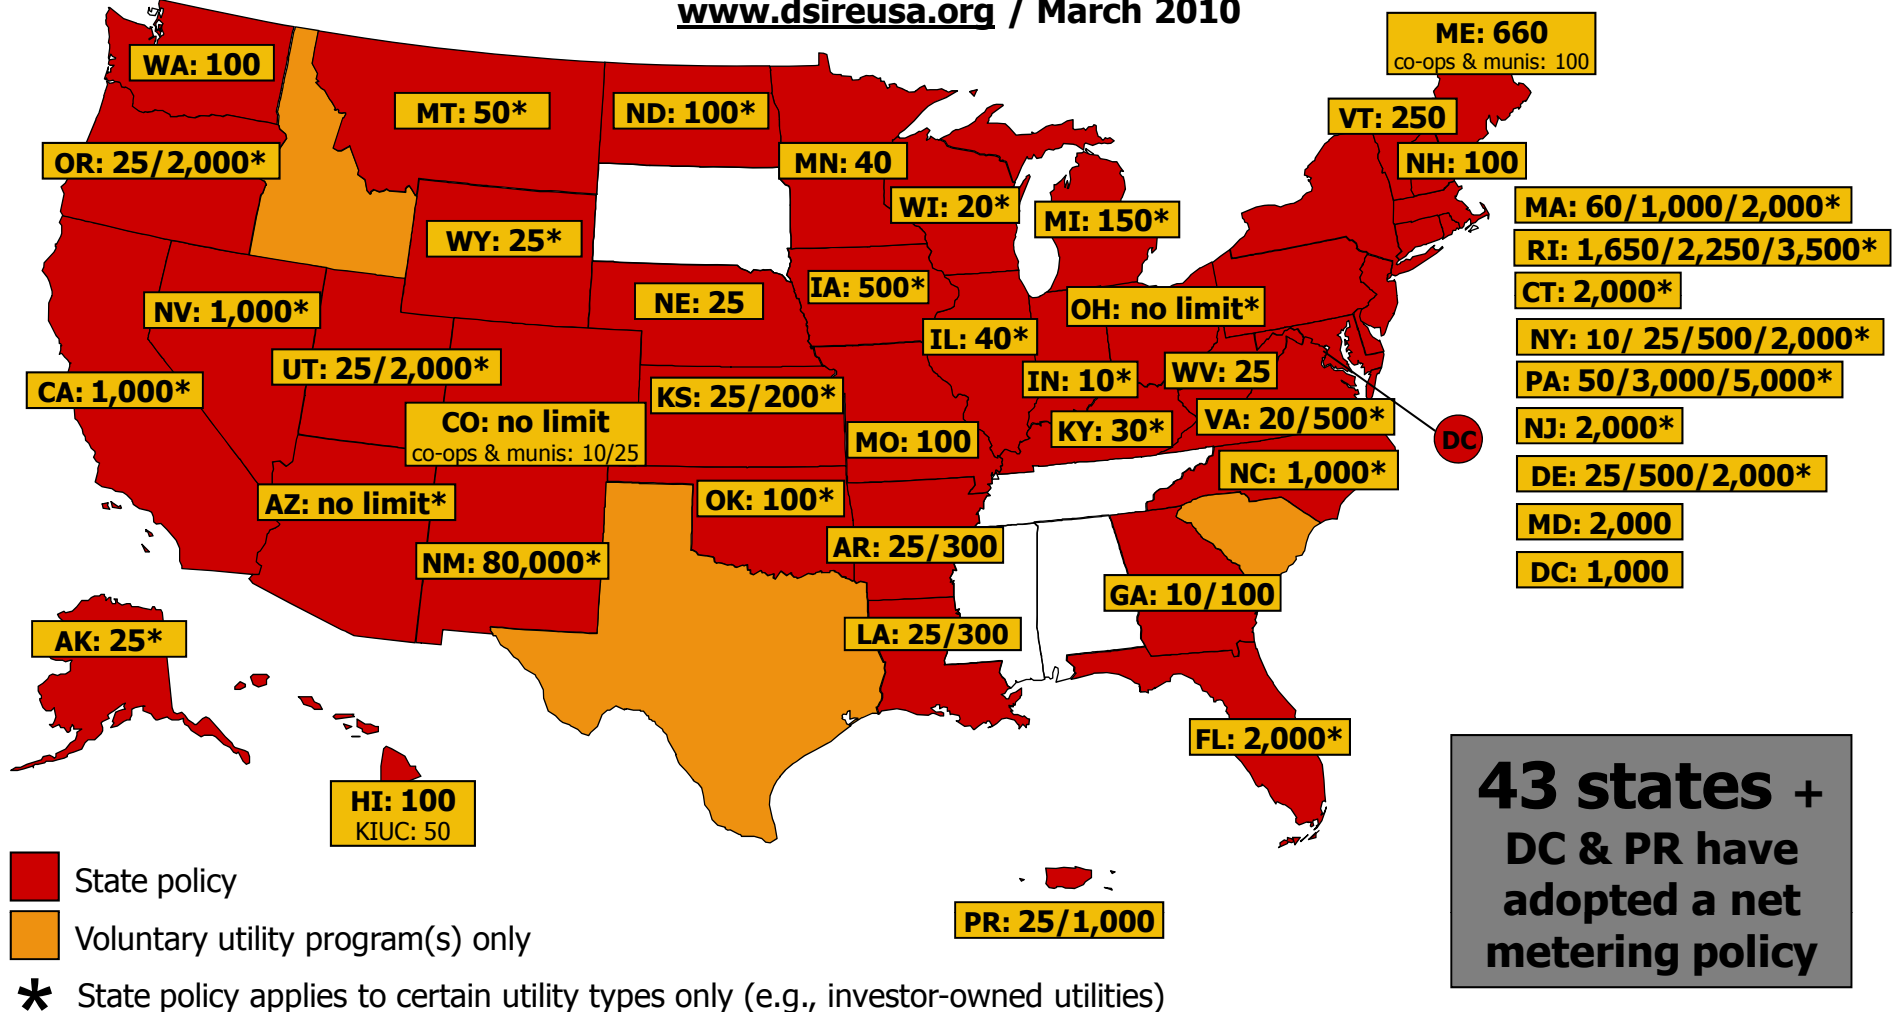 www.dsireusa.org / March 2010
ME: 660
co-ops & munis: 100
WA: 100
MT: 50*
ND: 100*
VT: 250
OR: 25/2,000*
MN: 40
NH: 100
WI: 20*
MI: 150*
MA: 60/1,000/2,000*
WY: 25*
RI: 1,650/2,250/3,500*
IA: 500*
CT: 2,000*
NV: 1,000*
NE: 25
OH: no limit*
IL: 40*
NY: 10/ 25/500/2,000*
UT: 25/2,000*
IN: 10*
WV: 25
PA: 50/3,000/5,000*
CA: 1,000*
KS: 25/200*
CO: no limit
co-ops & munis: 10/25
MO: 100
KY: 30*
VA: 20/500*
DC
NJ: 2,000*
NC: 1,000*
DE: 25/500/2,000*
AZ: no limit*
OK: 100*
MD: 2,000
NM: 80,000*
AR: 25/300
DC: 1,000
GA: 10/100
AK: 25*
LA: 25/300
FL: 2,000*
HI: 100
KIUC: 50
43 states +
DC & PR have
adopted a net
metering policy
State policy
PR: 25/1,000
Voluntary utility program(s) only
* State policy applies to certain utility types only (e.g., investor-owned utilities)